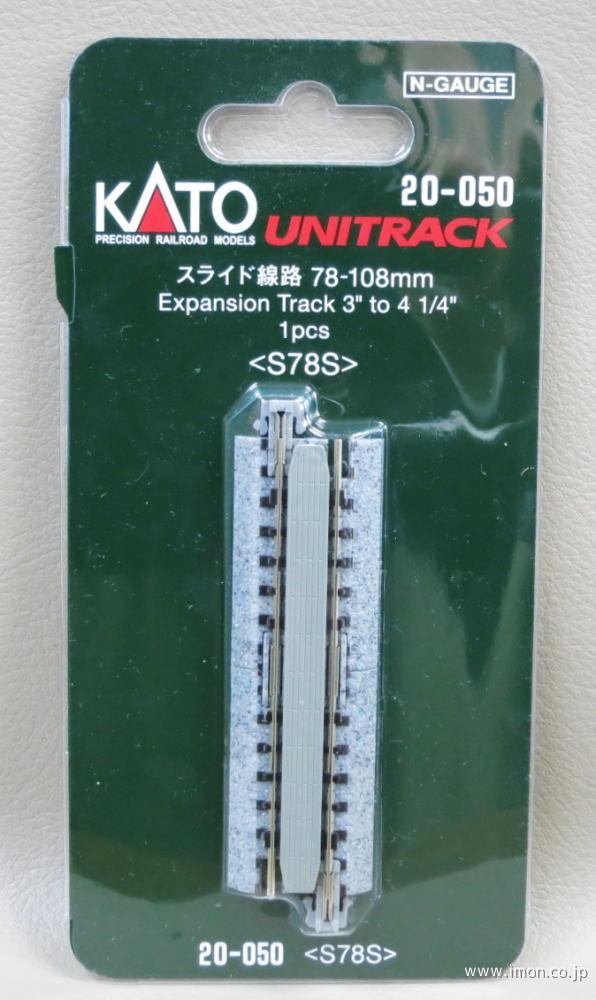 N-GAUGE
KATO
PRECISION RAILROAD MODELS
20-050
UNITRACK
スライド線路 78-108mm
Expansion Track 3" to 4 1/4"
1pcs
<S78S>
20-050 <S78S>
www.imon.co.jp